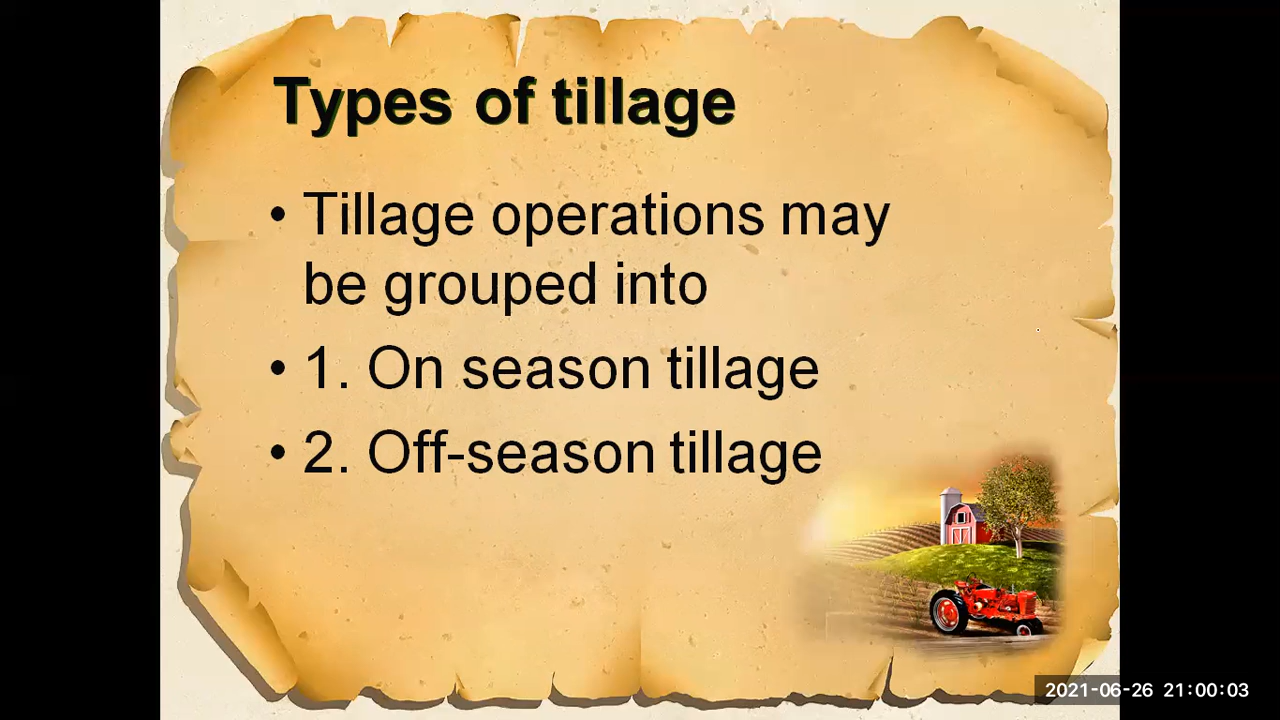 Types of tillage
• Tillage operations may
be grouped into
• 1. On season tillage
• 2. Off-season tillage
2021-06-26 21:00:03